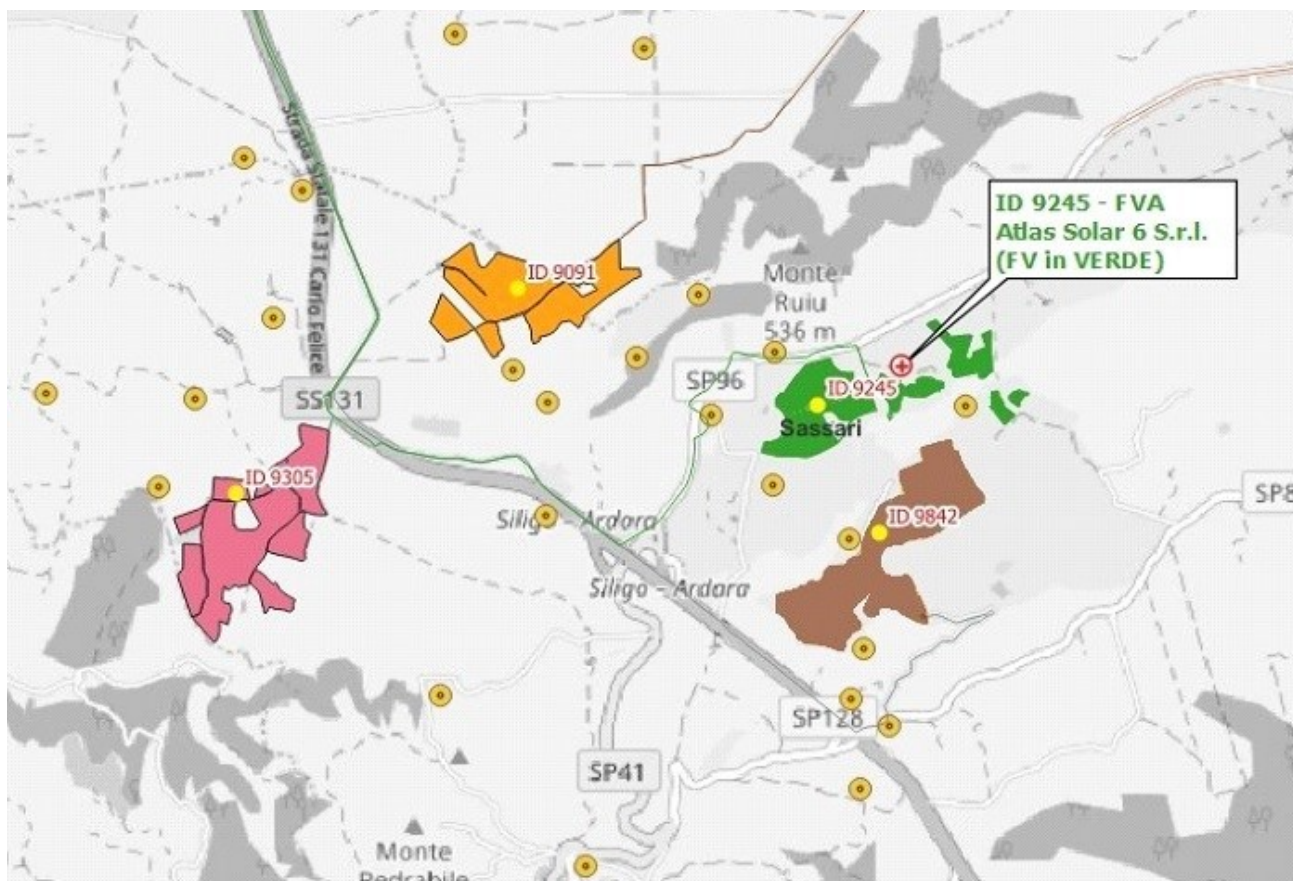 Strada Statale 131 Carlo Felice
ID 9245 - FVA
Atlas Solar 6 S.r.l.
(FV in VERDE)
ID 9091
Monte
Ruiu
536 m
SP96
ID 9245
SS131
Sassari
ID 9305
SP8
ID 9842
Siligo - Ardara
Siligo - Ardara
SP128
SP41
Monte
Pedrabile